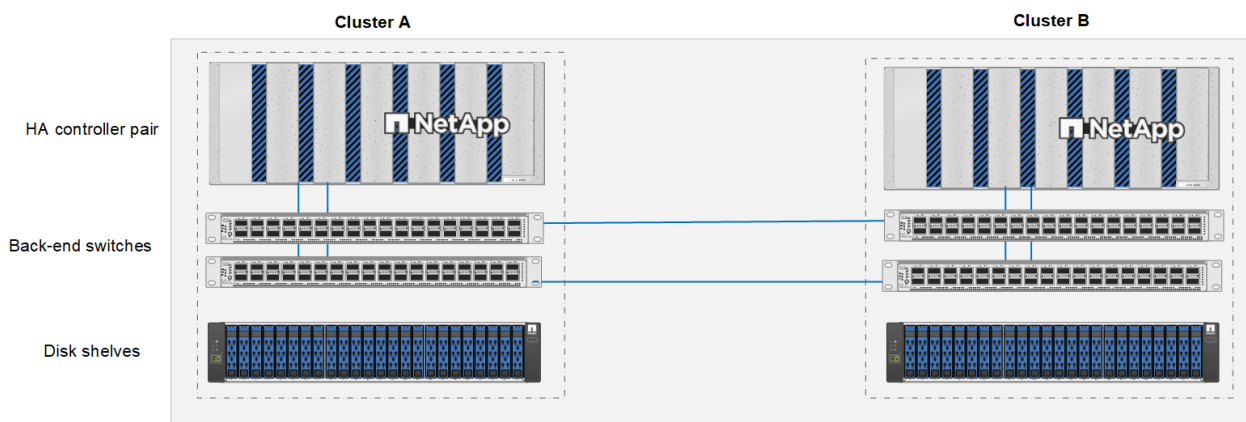 Cluster A
Cluster B
HA controller pair
NetApp
NetApp
Back-end switches
Disk shelves